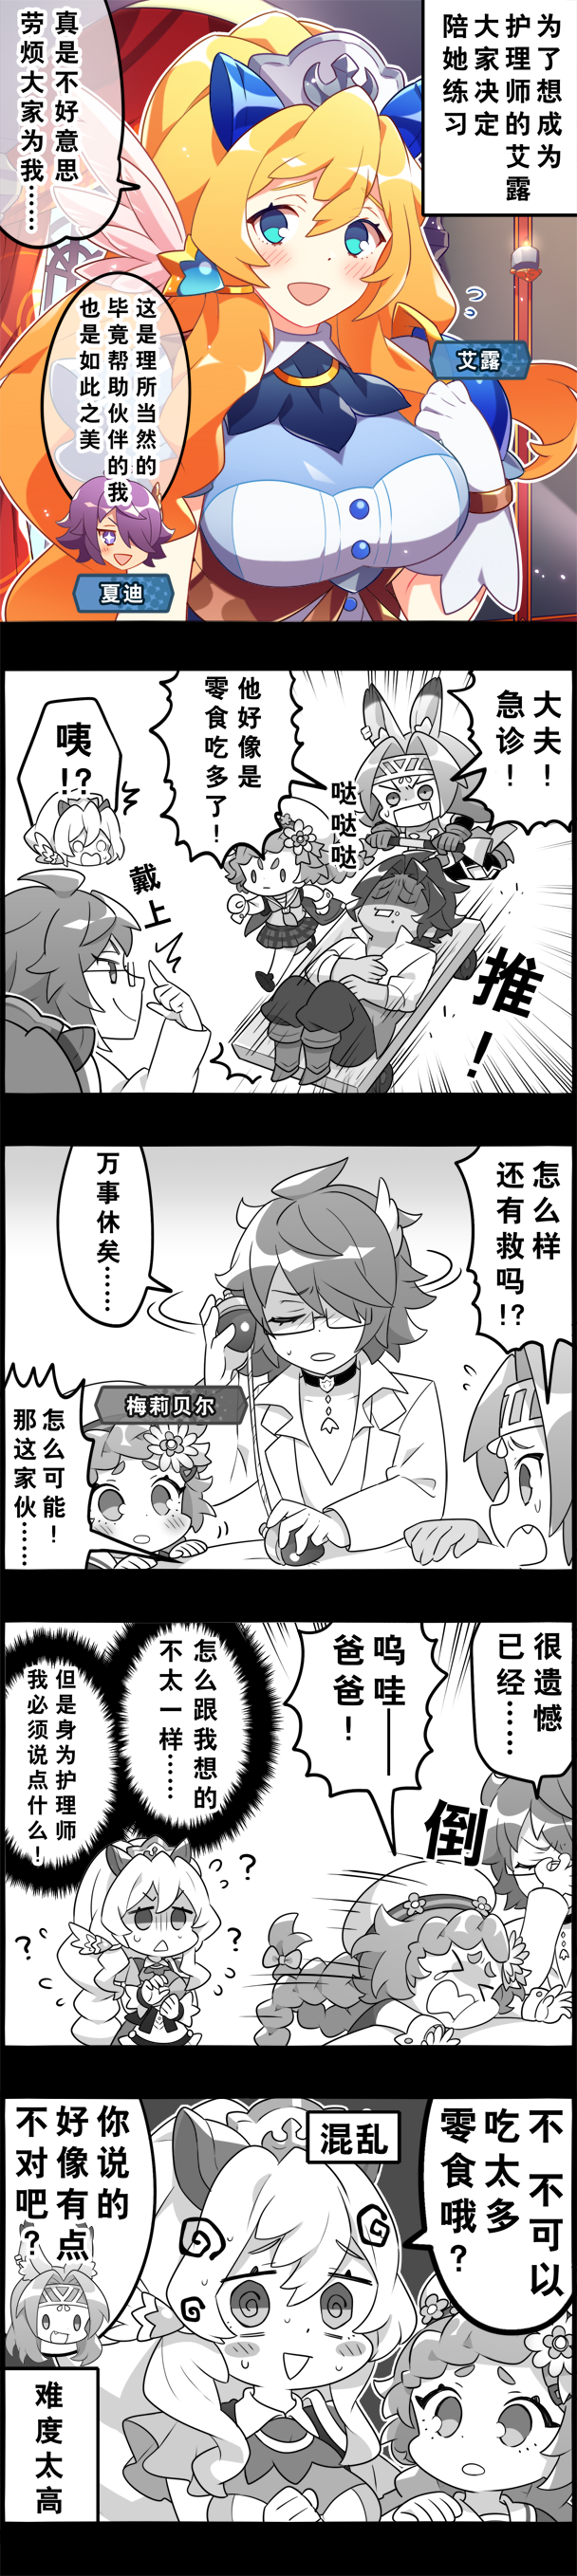 为了想成为
护理师的艾露
大家决定
陪她练习
真是不好意思
劳烦大家为我……
艾露
这是理所当然的
毕竟帮助伙伴的我
也是如此之美
夏迪
大夫！
急诊！
哒哒哒
他好像是
零食吃多了！
咦!?
戴上
推！
怎么样
还有救吗!?
万事休矣……
梅莉贝尔
怎么可能！
那这家伙……
很遗憾
已经……
呜哇——
爸爸！
倒
怎么跟我想的
不太一样……
但是身为护理师
我必须说点什么！
?
?
?
不 不可以
吃太多
零食哦？
混乱
你说的
好像有点
不对吧？
难度太高